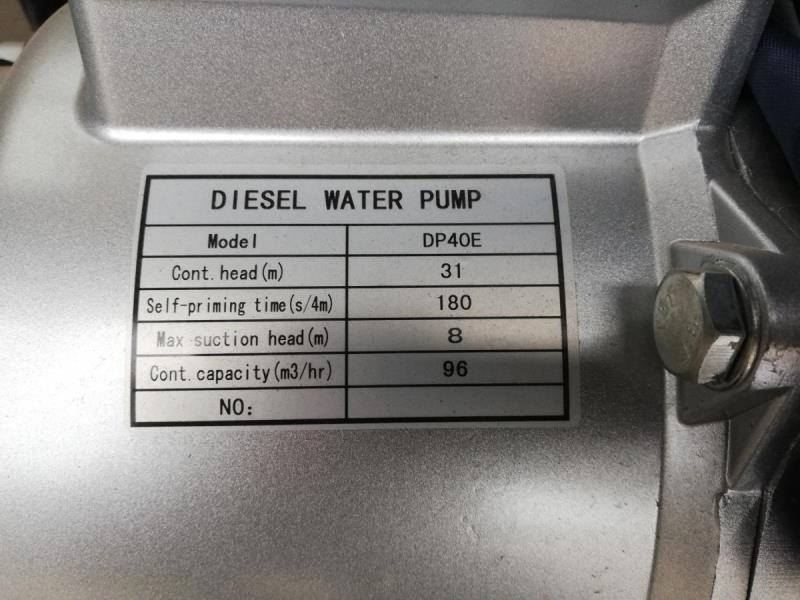 DIESEL WATER PUMP
Model DP40E
Cont. head(m) 31
Self-priming time(s/4m) 180
Max suction head(m) 8
Cont. capacity(m3/hr) 96
NO: